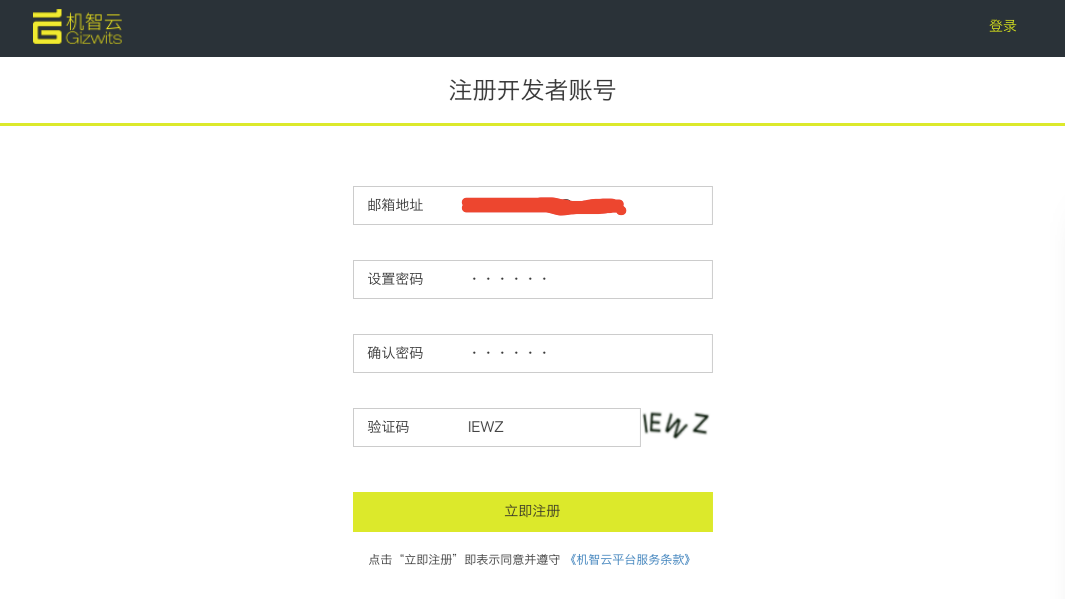 机智云
Gizwits
登录
注册开发者账号
邮箱地址
设置密码 ······
确认密码 ······
验证码 IEWZ IEWZ
立即注册
点击“立即注册”即表示同意并遵守《机智云平台服务条款》